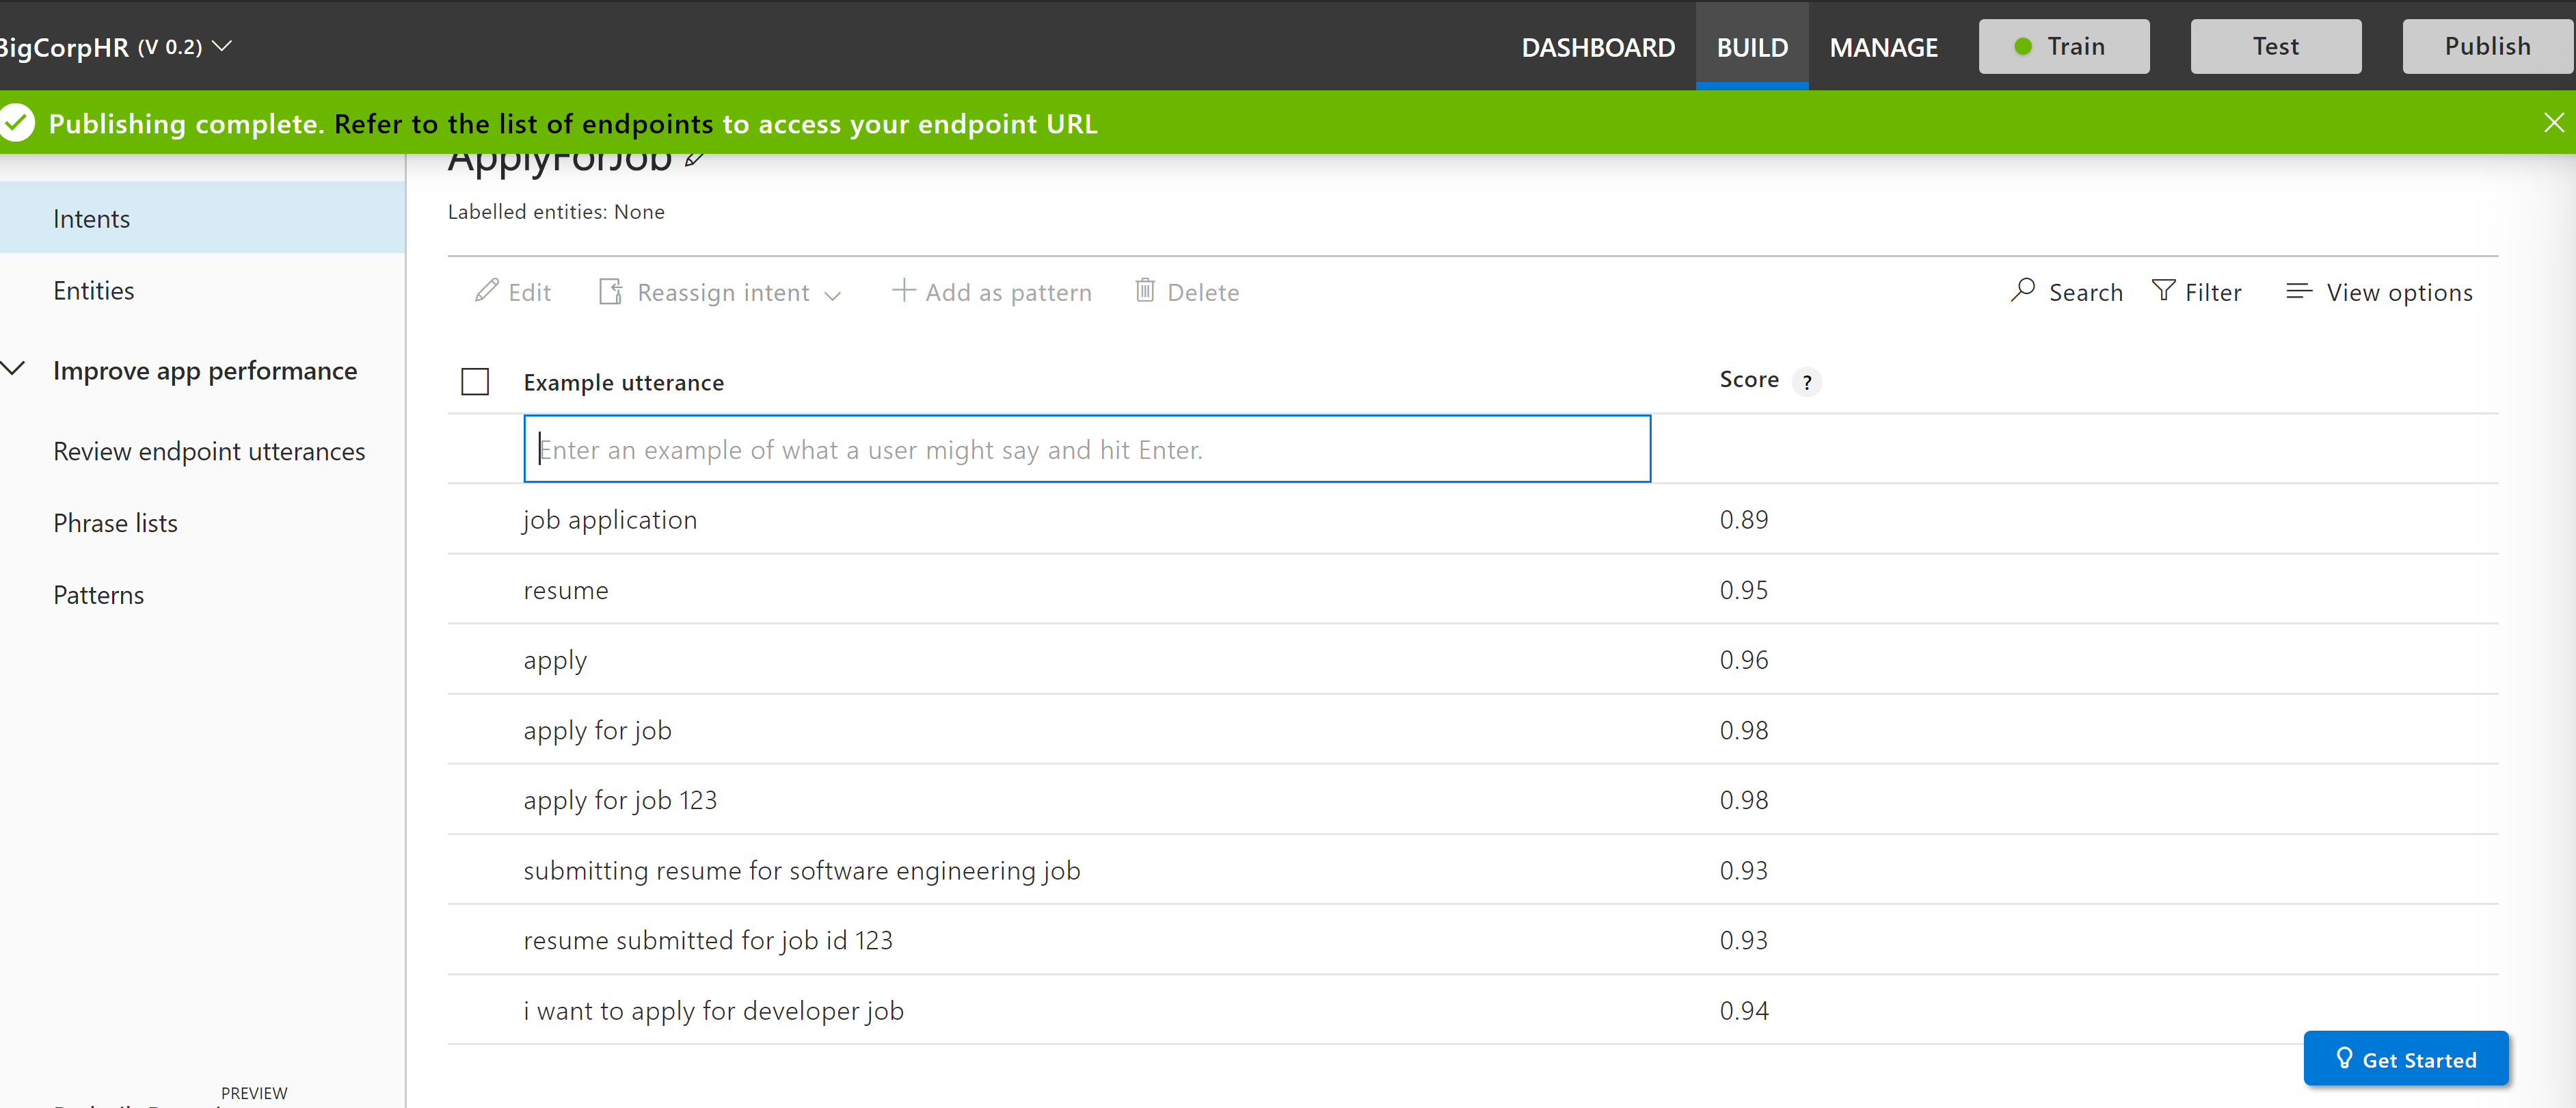 BigCorpHR (V 0.2)
DASHBOARD BUILD MANAGE Train Test Publish
Publishing complete. Refer to the list of endpoints to access your endpoint URL
ApplyForJob
Labelled entities: None
Intents
Entities
Improve app performance
Review endpoint utterances
Phrase lists
Patterns
PREVIEW
Edit Reassign intent Add as pattern Delete Search Filter View options
Example utterance Score ?
Enter an example of what a user might say and hit Enter.
job application 0.89
resume 0.95
apply 0.96
apply for job 0.98
apply for job 123 0.98
submitting resume for software engineering job 0.93
resume submitted for job id 123 0.93
i want to apply for developer job 0.94
Get Started